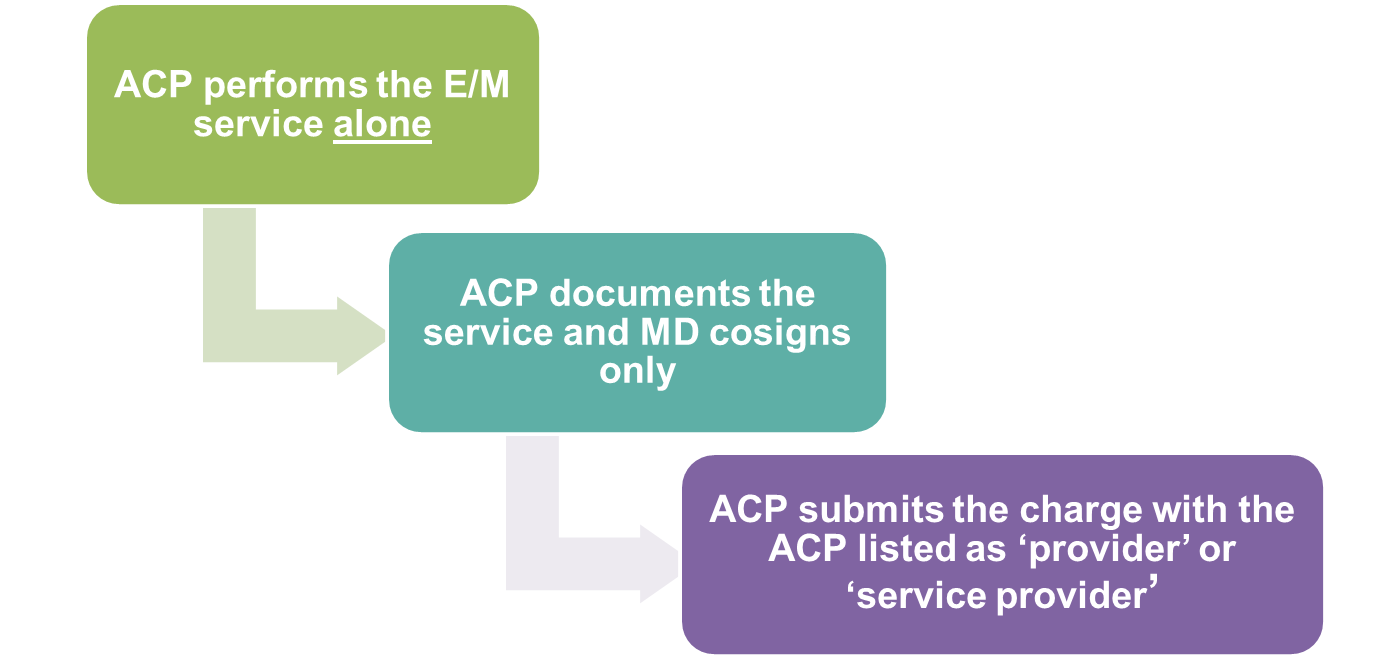 ACP performs the E/M
service alone
ACP documents the
service and MD cosigns
only
ACP submits the charge with the
ACP listed as ‘provider’ or
‘service provider’